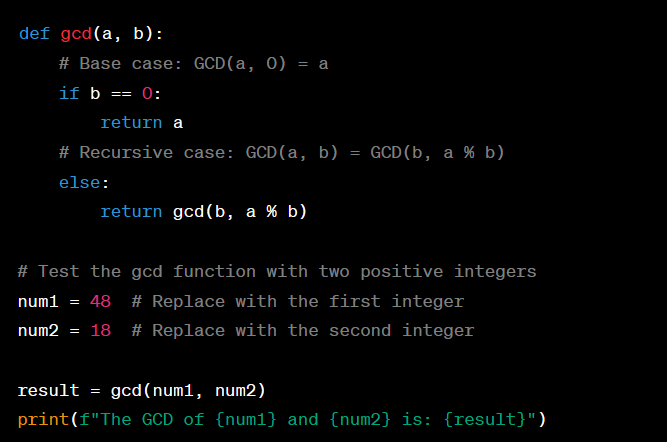 def gcd(a, b):
    # Base case: GCD(a, 0) = a
    if b == 0:
        return a
    # Recursive case: GCD(a, b) = GCD(b, a % b)
    else:
        return gcd(b, a % b)

# Test the gcd function with two positive integers
num1 = 48  # Replace with the first integer
num2 = 18  # Replace with the second integer

result = gcd(num1, num2)
print(f"The GCD of {num1} and {num2} is: {result}")